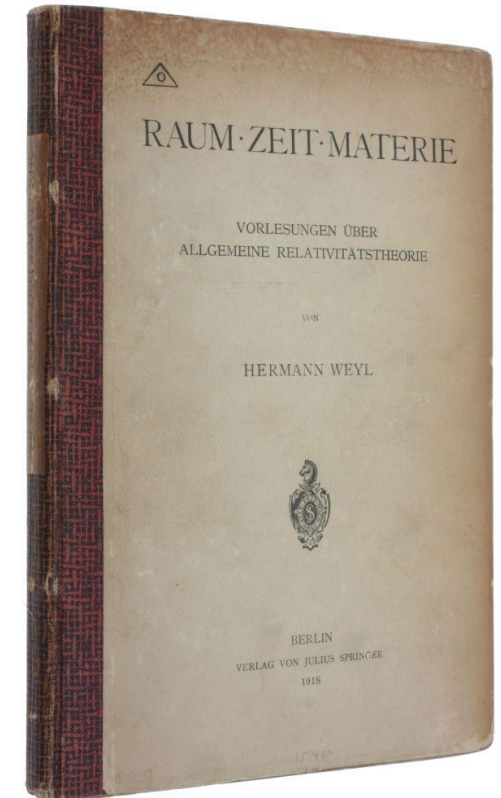 RAUM·ZEIT·MATERIE
VORLESUNGEN ÜBER
ALLGEMEINE RELATIVITÄTSTHEORIE
VON
HERMANN WEYL
BERLIN
VERLAG VON JULIUS SPRINGER
1918